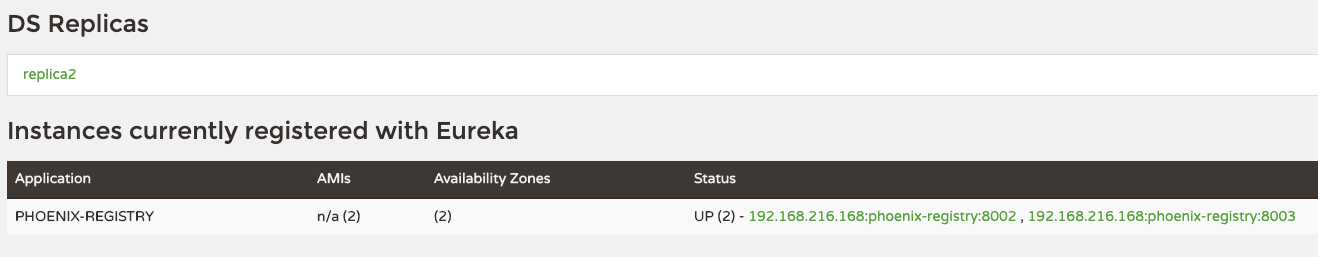 DS Replicas
replica2
Instances currently registered with Eureka
Application AMIs Availability Zones Status
PHOENIX-REGISTRY n/a (2) (2) UP (2) - 192.168.216.168:phoenix-registry:8002 , 192.168.216.168:phoenix-registry:8003